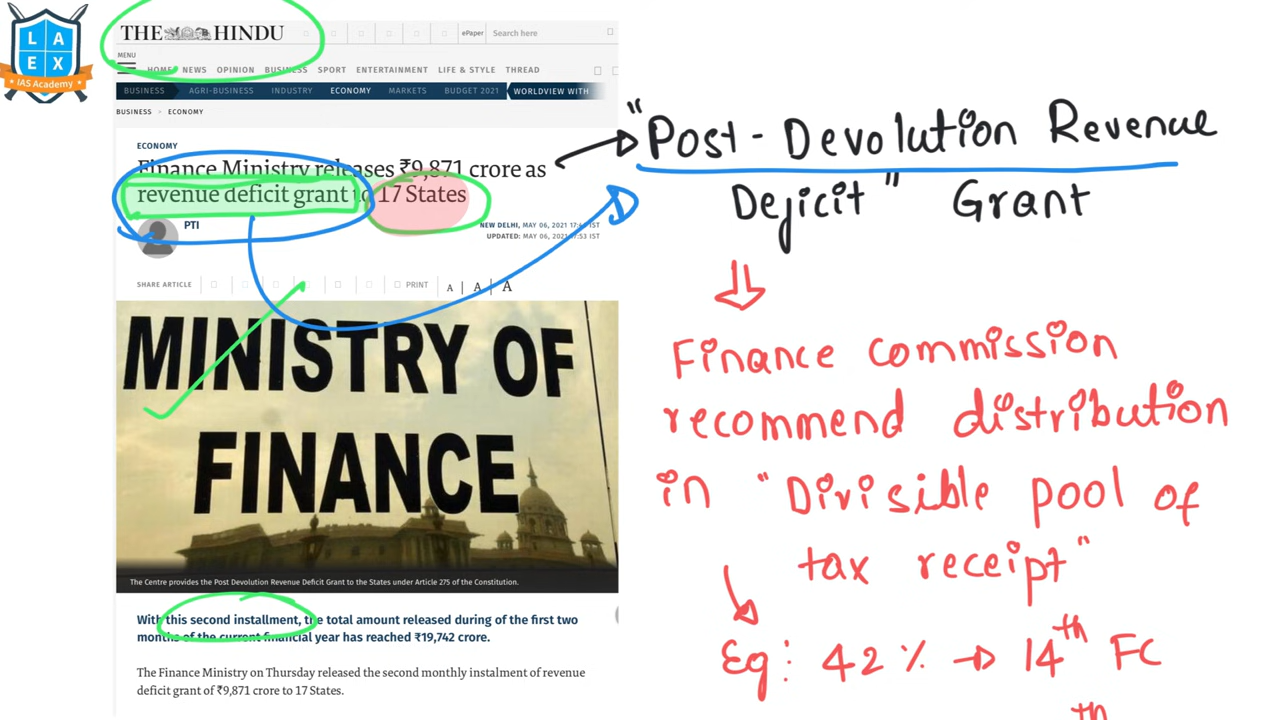 L A
E X
IAS Academy
THE HINDU
ePaper Search here
MENU
HOME NEWS OPINION BUSINESS SPORT ENTERTAINMENT LIFE & STYLE THREAD
BUSINESS AGRI-BUSINESS INDUSTRY ECONOMY MARKETS BUDGET 2021 WORLDVIEW WITH
BUSINESS > ECONOMY
ECONOMY
Finance Ministry releases ₹9,871 crore as
revenue deficit grant to 17 States
PTI
NEW DELHI, MAY 06, 2021 IST
UPDATED: MAY 06, 2021 17:53 IST
SHARE ARTICLE PRINT A | A | A
MINISTRY OF
FINANCE
The Centre provides the Post Devolution Revenue Deficit Grant to the States under Article 275 of the Constitution.
With this second installment, the total amount released during of the first two
months of the current financial year has reached ₹19,742 crore.
The Finance Ministry on Thursday released the second monthly instalment of revenue
deficit grant of ₹9,871 crore to 17 States.
"Post-Devolution Revenue
Deficit" Grant
Finance commission
recommend distribution
in "Divisible pool of
tax receipt"
Eg: 42% → 14th FC
th